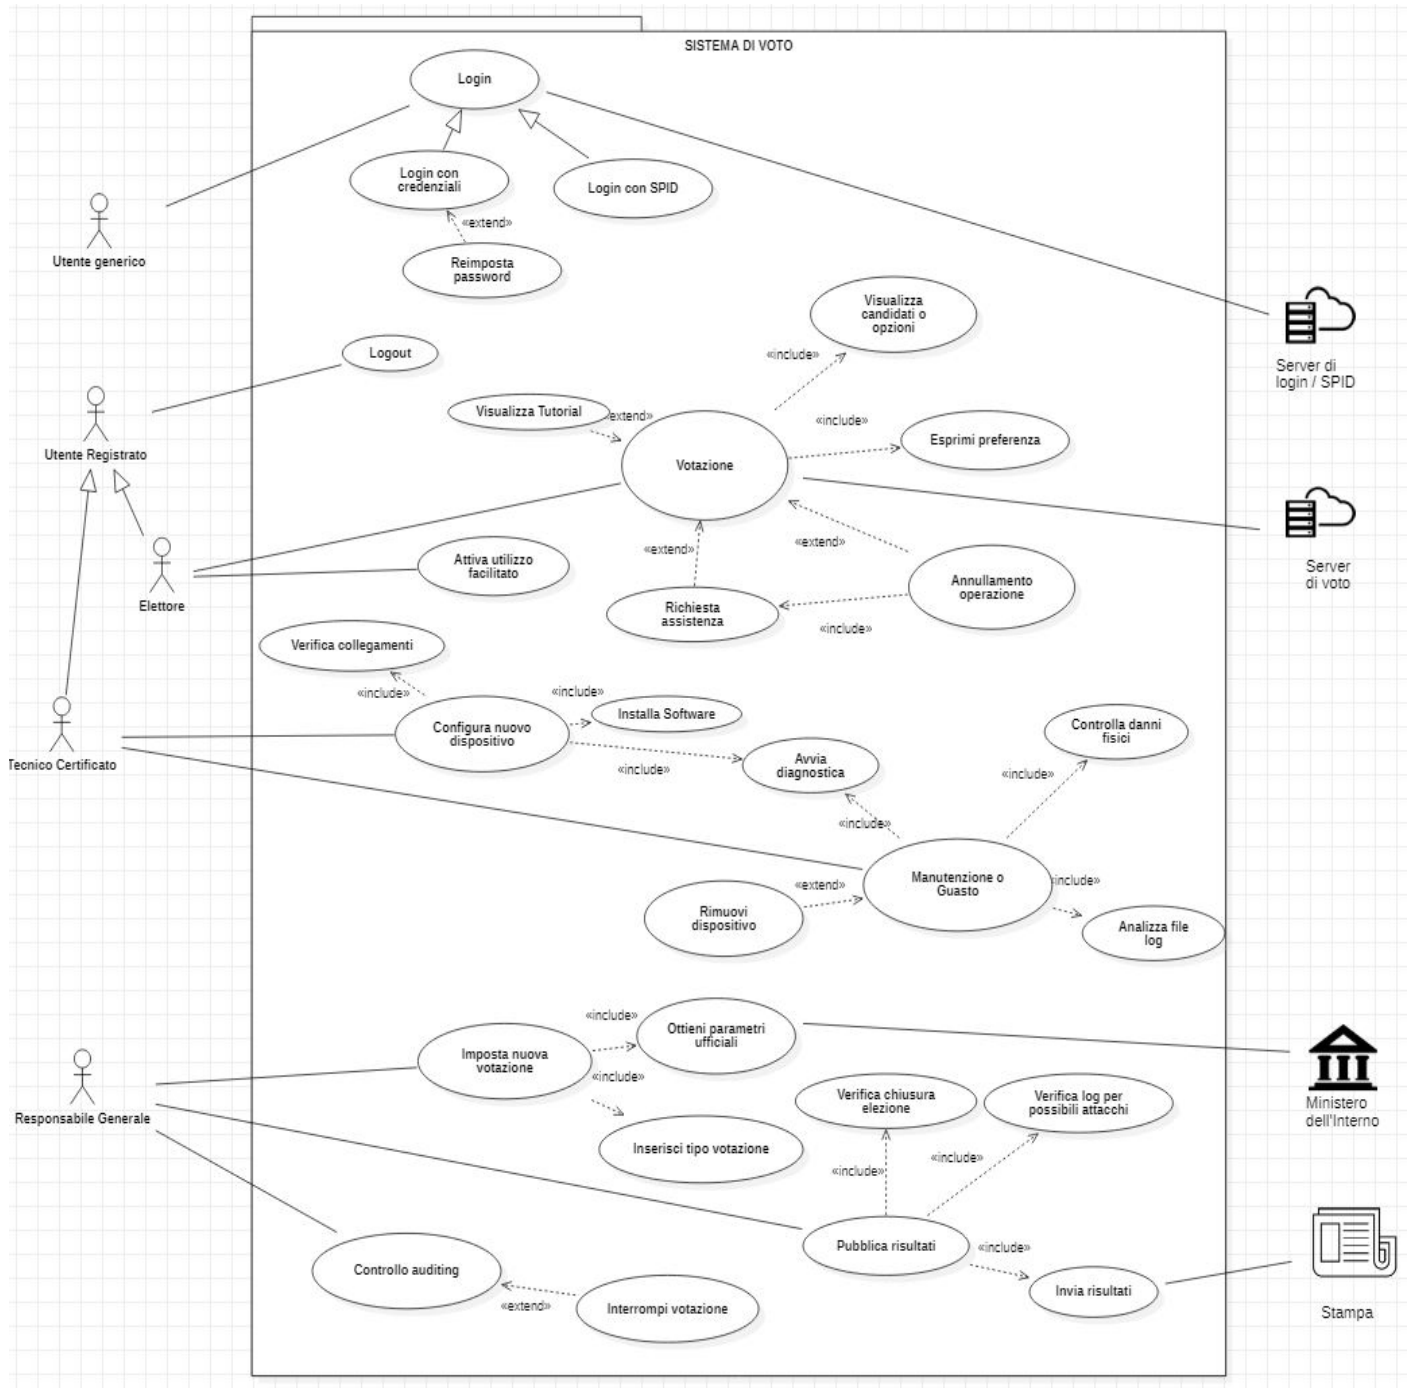 SISTEMA DI VOTO
Login
Login con
credenziali
Login con SPID
«extend»
Utente generico
Reimposta
password
Visualizza
candidati o
opzioni
Logout
«include»
Server di
login / SPID
Visualizza Tutorial
extend»
«include»
Esprimi preferenza
Utente Registrato
Votazione
«extend»
«include»
Attiva utilizzo
facilitato
«extend»
Annullamento
operazione
Server
di voto
Elettore
Richiesta
assistenza
«include»
Verifica collegamenti
«include»
«include»
Installa Software
Configura nuovo
dispositivo
Controlla danni
fisici
Tecnico Certificato
«include»
Avvia
diagnostica
«include»
«include»
Manutenzione o
Guasto
include»
«extend»
Rimuovi
dispositivo
Analizza file
log
«include»
Ottieni parametri
ufficiali
Imposta nuova
votazione
«include»
Verifica chiusura
elezione
Verifica log per
possibili attacchi
Ministero
dell'Interno
Responsabile Generale
Inserisci tipo votazione
«include»
«include»
Pubblica risultati
«include»
Controllo auditing
Invia risultati
«extend»
Interrompi votazione
Stampa